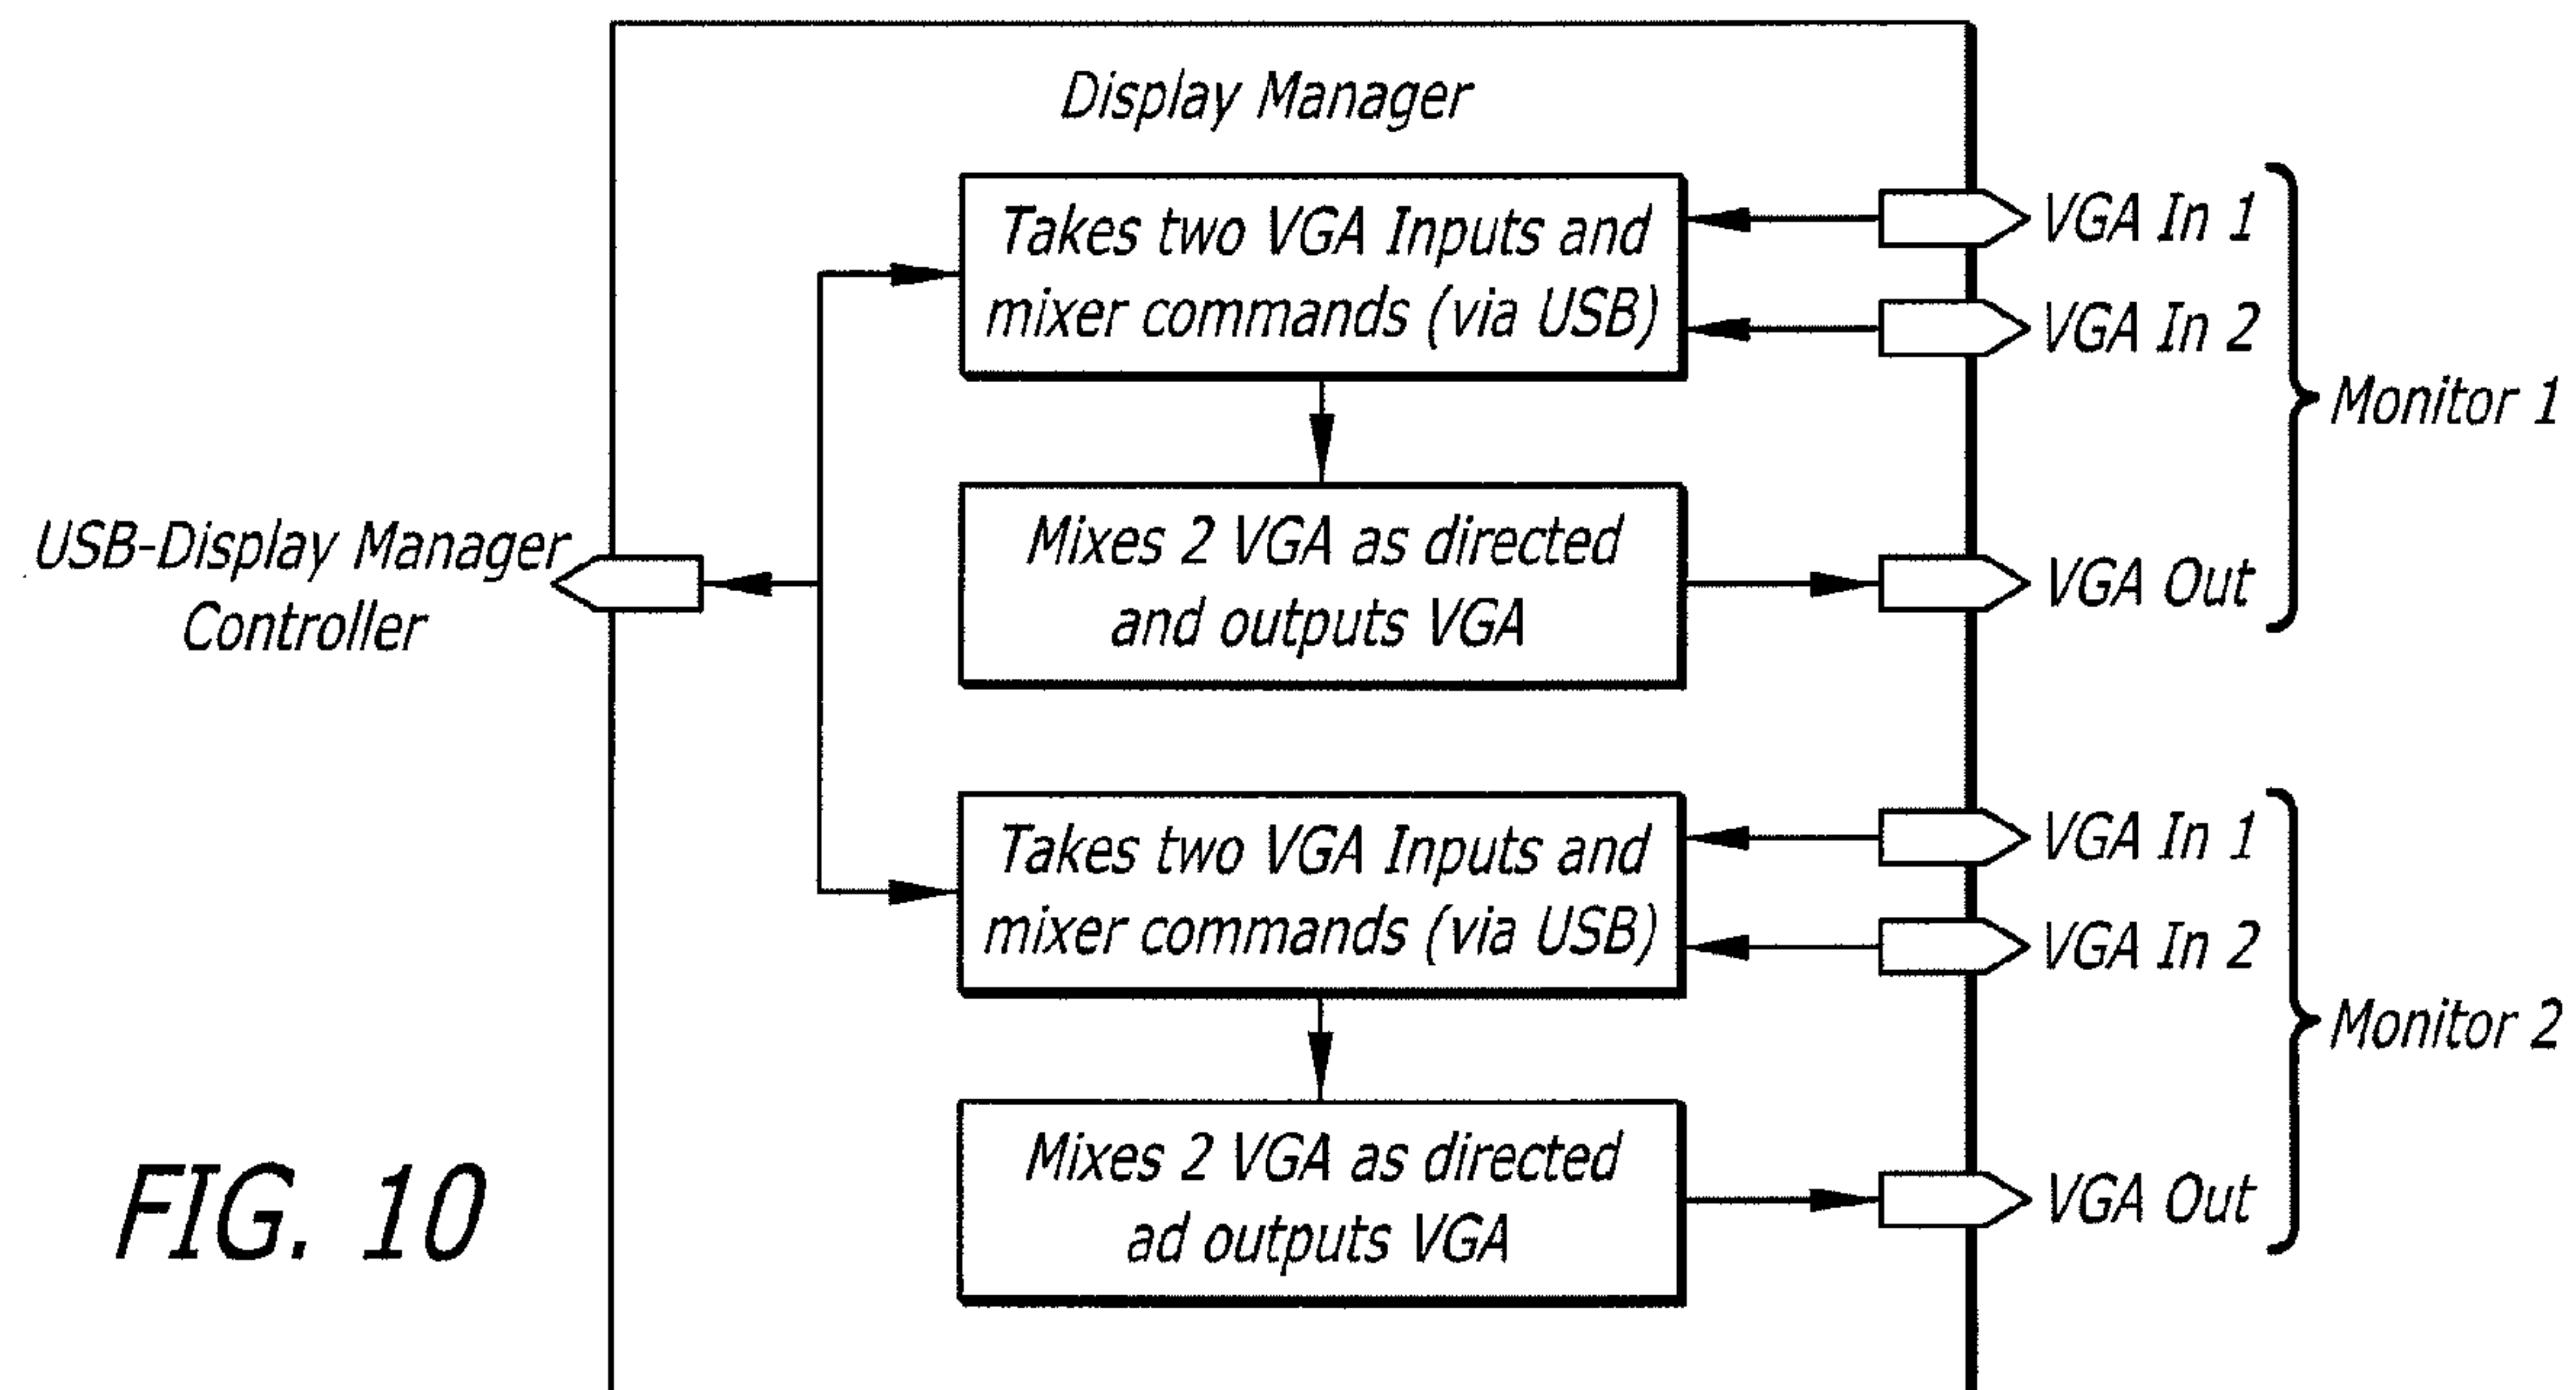 Display Manager
Takes two VGA Inputs and
mixer commands (via USB)
VGA In 1
VGA In 2
Monitor 1
USB-Display Manager
Controller
Mixes 2 VGA as directed
and outputs VGA
VGA Out
Takes two VGA Inputs and
mixer commands (via USB)
VGA In 1
VGA In 2
Monitor 2
Mixes 2 VGA as directed
ad outputs VGA
VGA Out
FIG. 10